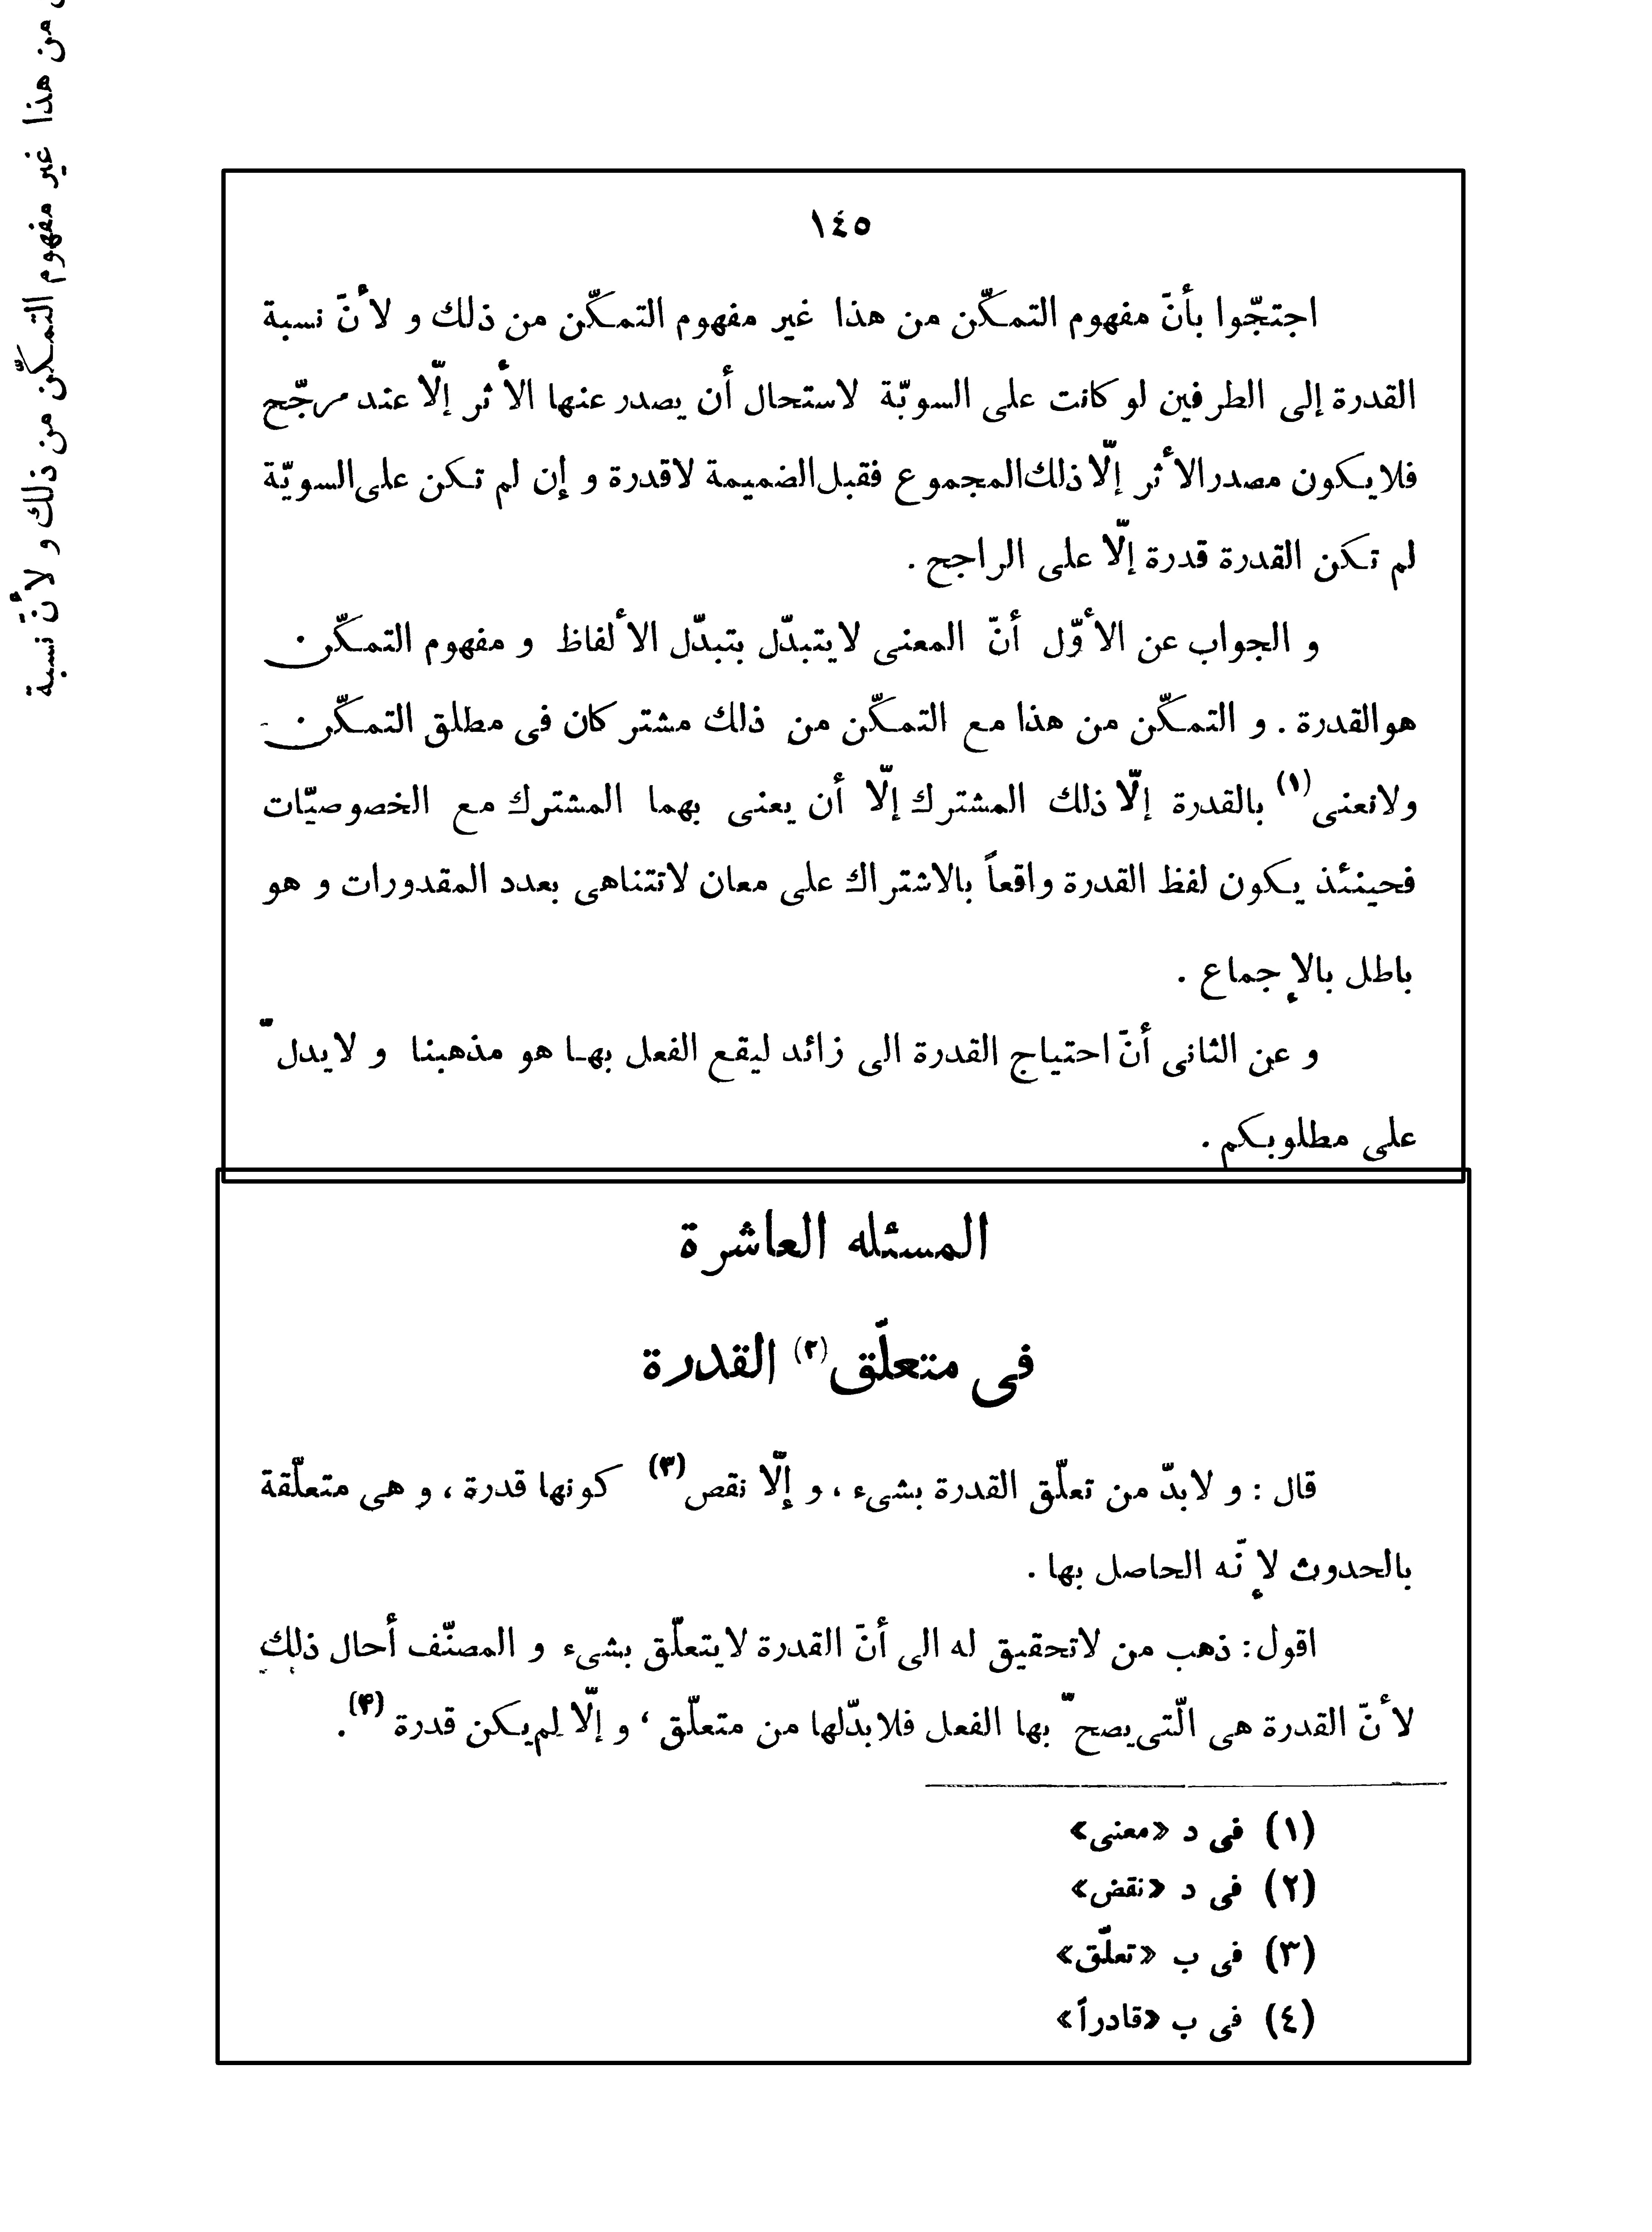 ١٤٥
اجتجّوا بأنّ مفهوم التمكّن من هذا غير مفهوم التمكّن من ذلك و لأنّ نسبة
القدرة إلى الطرفين لو كانت على السويّة لاستحال أن يصدر عنها الأثر إلّا عند مرجّح
فلايكون مصدرالأثر إلّا ذلك المجموع فقبل الضميمة لاقدرة و إن لم تكن على السويّة
لم تكن القدرة قدرة إلّا على الراجح .
و الجواب عن الأوّل أنّ المعنى لايتبدّل بتبدّل الألفاظ و مفهوم التمكّن
هوالقدرة . و التمكّن من هذا مع التمكّن من ذلك مشتركان فى مطلق التمكّن
ولانعنى(١) بالقدرة إلّا ذلك المشترك إلّا أن يعنى بهما المشترك مع الخصوصيّات
فحينئذ يكون لفظ القدرة واقعاً بالاشتراك على معان لاتتناهى بعدد المقدورات و هو
باطل بالإجماع .
و عن الثانى أنّ احتياج القدرة الى زائد ليقع الفعل بها هو مذهبنا و لايدلّ
على مطلوبكم .
المسئله العاشرة
فى متعلّق(٢) القدرة
قال : و لابدّ من تعلّق القدرة بشىء ، و إلّا نقص(٣) كونها قدرة ، و هى متعلّقة
بالحدوث لإنّه الحاصل بها .
اقول : ذهب من لاتحقيق له الى أنّ القدرة لايتعلّق بشىء و المصنّف أحال ذلك
لأنّ القدرة هى الّتى يصحّ بها الفعل فلابدّلها من متعلّق ، و إلّا لم يكن قدرة (۴) .
(١) فى د «معنى»
(٢) فى د «نقض»
(٣) فى ب «تعلّق»
(٤) فى ب «قادراً»
من هذا غير مفهوم التمكّن من ذلك و لأنّ نسبة